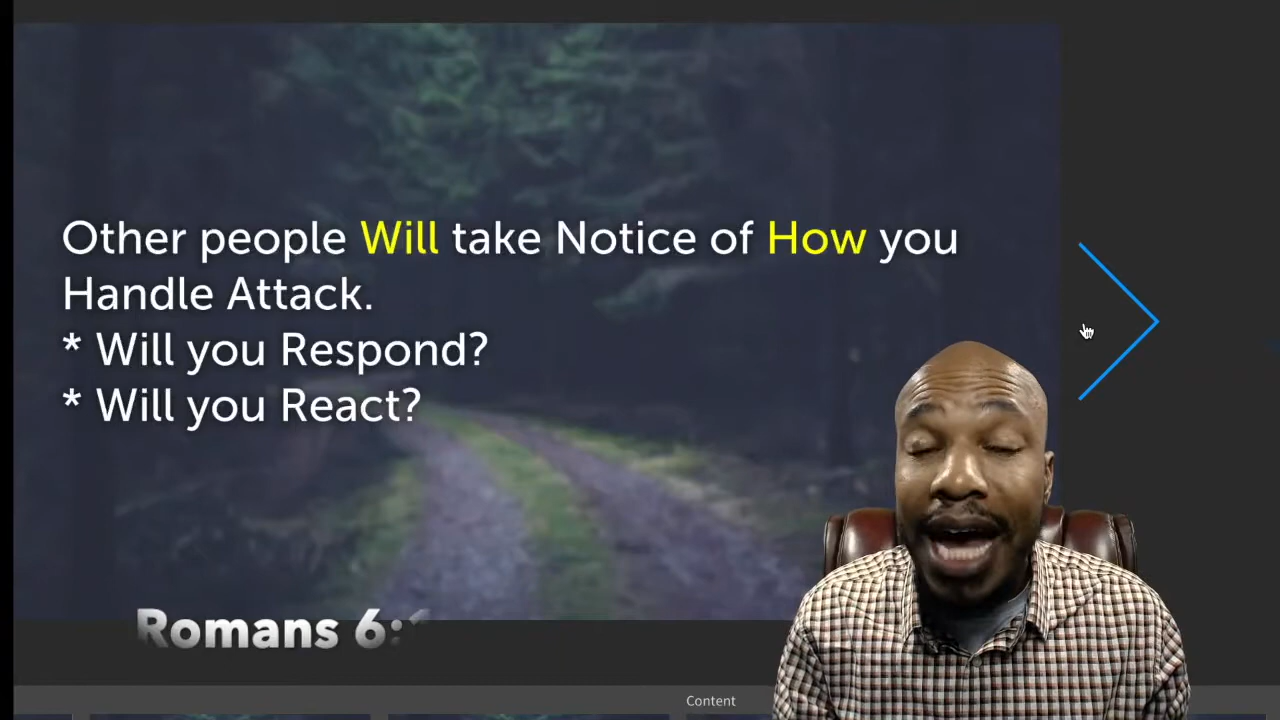 Other people Will take Notice of How you
Handle Attack.
* Will you Respond?
* Will you React?
Romans 6:
Content